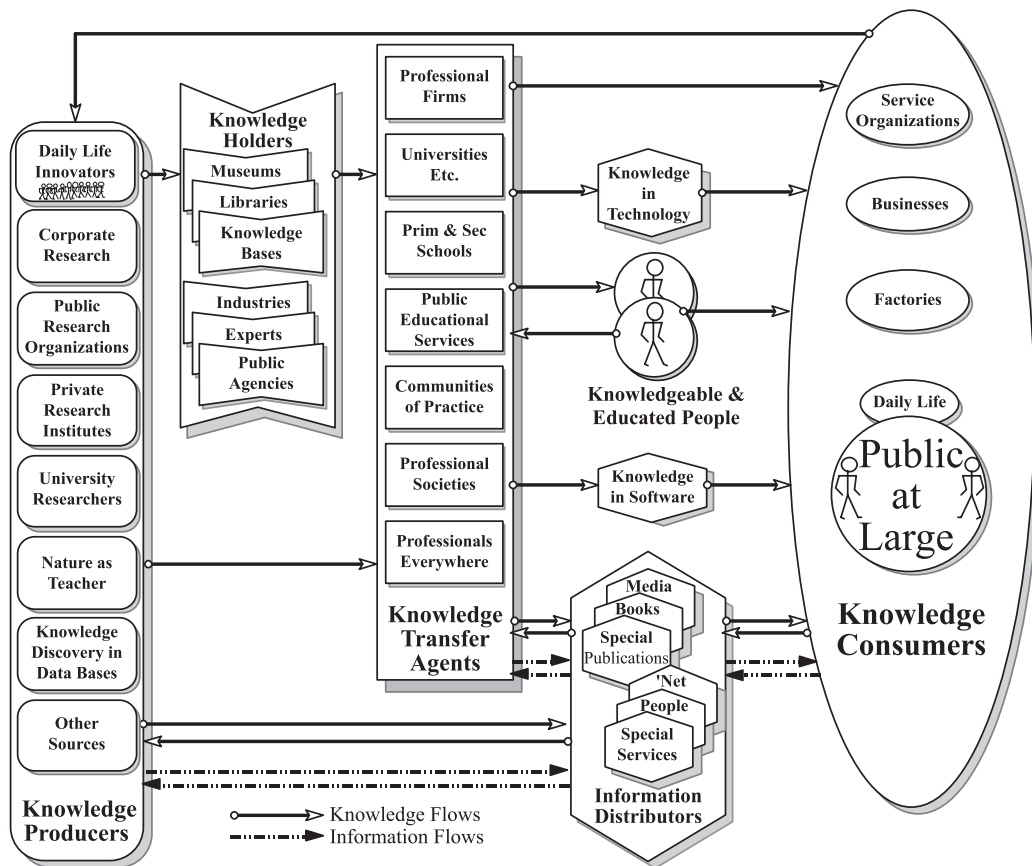 Daily Life
Innovators
Corporate
Research
Public
Research
Organizations
Private
Research
Institutes
University
Researchers
Nature as
Teacher
Knowledge
Discovery in
Data Bases
Other
Sources
Knowledge
Producers
Knowledge
Holders
Museums
Libraries
Knowledge
Bases
Industries
Experts
Public
Agencies
Professional
Firms
Universities
Etc.
Prim & Sec
Schools
Public
Educational
Services
Communities
of Practice
Professional
Societies
Professionals
Everywhere
Knowledge
Transfer
Agents
Knowledge
in
Technology
Knowledgeable &
Educated People
Knowledge
in Software
Media
Books
Special
Publications
'Net
People
Special
Services
Information
Distributors
Service
Organizations
Businesses
Factories
Daily Life
Public
at
Large
Knowledge
Consumers
Knowledge Flows
Information Flows